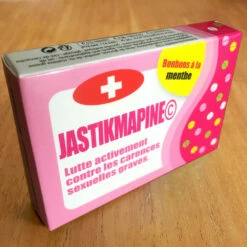 Bonbons à la
menthe
JASTIKMAPINE©
Lutte activement
contre les carences
sexuelles graves.